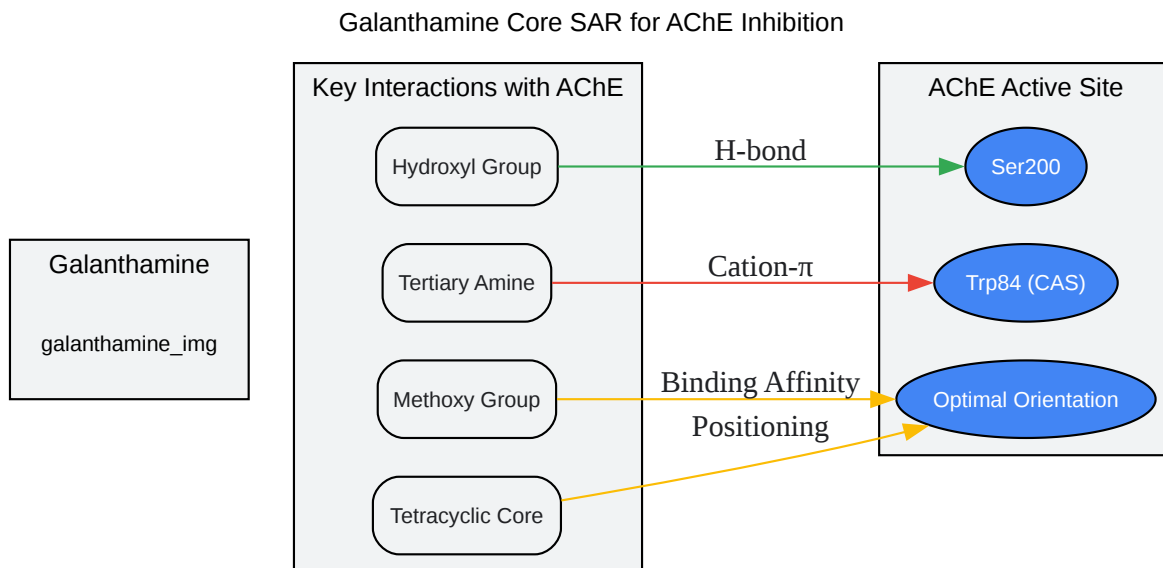 Galanthamine Core SAR for AChE Inhibition
Galanthamine
galanthamine_img
Key Interactions with AChE
Hydroxyl Group
Tertiary Amine
Methoxy Group
Tetracyclic Core
H-bond
Cation-π
Binding Affinity
Positioning
AChE Active Site
Ser200
Trp84 (CAS)
Optimal Orientation